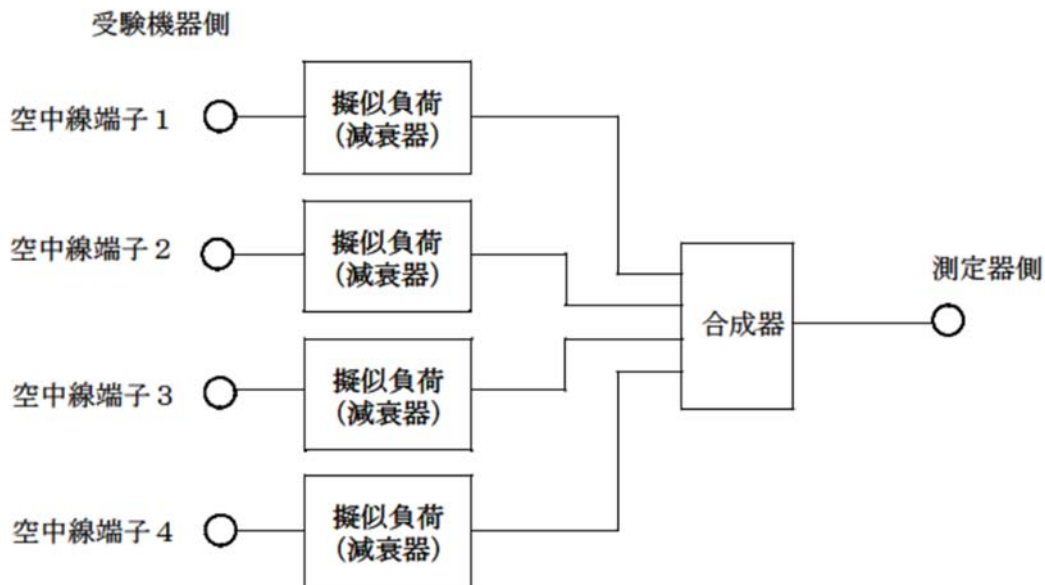 受験機器側
空中線端子１
擬似負荷
（減衰器）
空中線端子２
擬似負荷
（減衰器）
測定器側
合成器
空中線端子３
擬似負荷
（減衰器）
空中線端子４
擬似負荷
（減衰器）